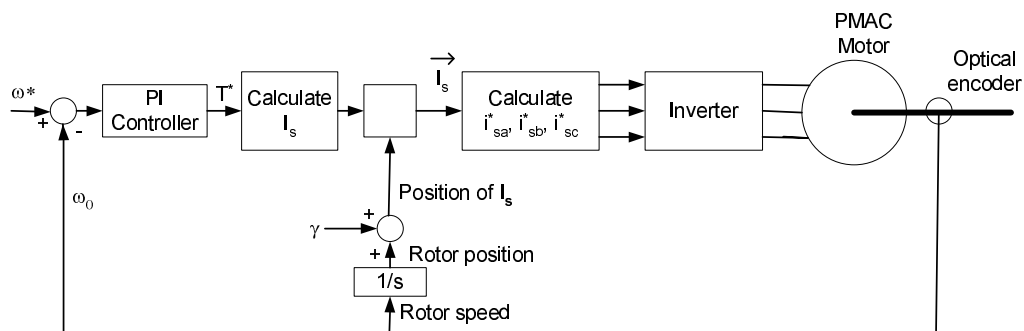 PMAC
Motor
Optical
encoder
ω*
+
-
PI
Controller
T*
Calculate
I_s
I_s
Calculate
i*_sa, i*_sb, i*_sc
Inverter
ω_0
Position of I_s
γ
+
+
Rotor position
1/s
Rotor speed